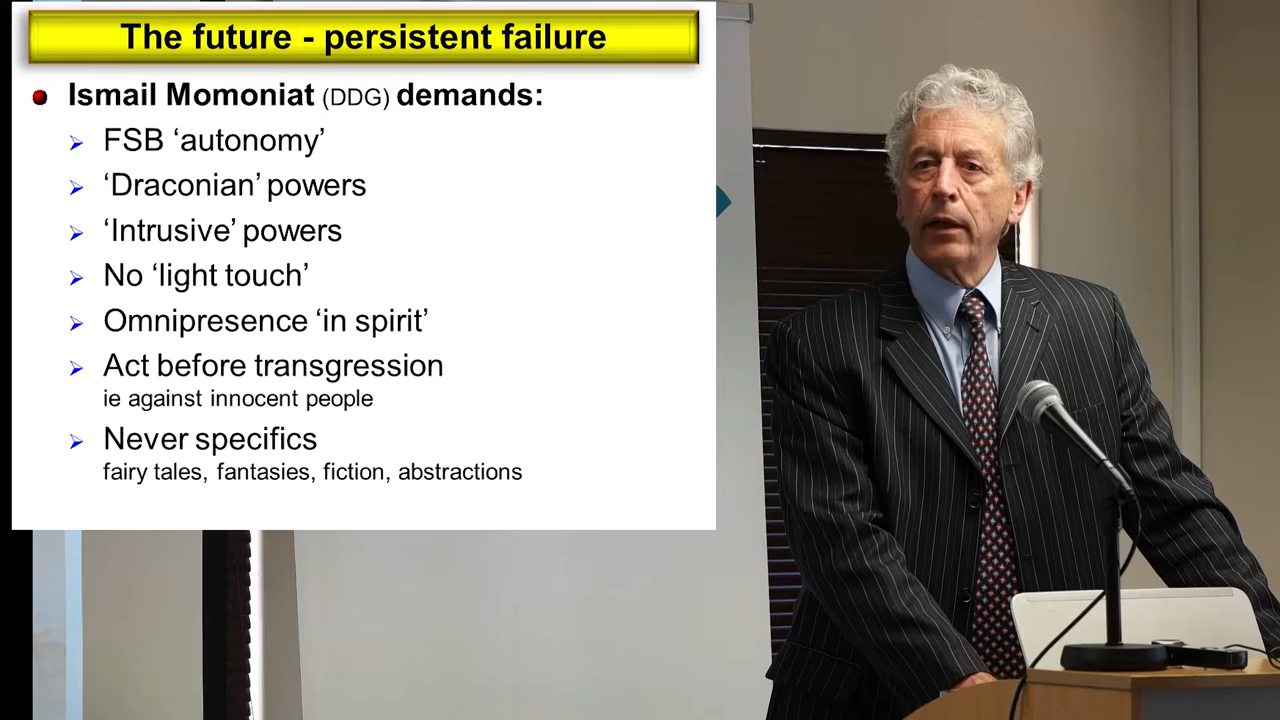 The future - persistent failure
Ismail Momoniat (DDG) demands:
FSB ‘autonomy’
‘Draconian’ powers
‘Intrusive’ powers
No ‘light touch’
Omnipresence ‘in spirit’
Act before transgression
ie against innocent people
Never specifics
fairy tales, fantasies, fiction, abstractions